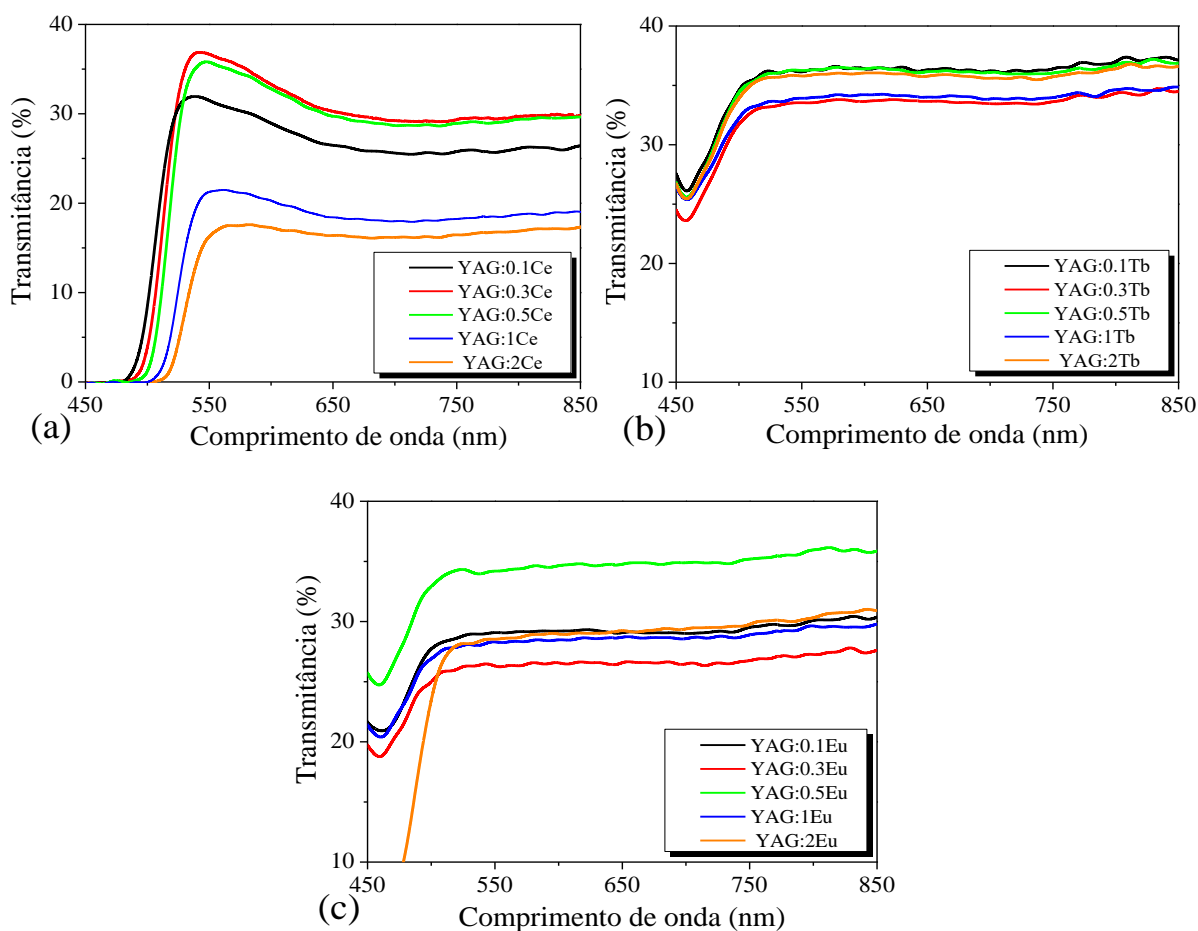 Transmitância (%)
40
30
20
10
0
YAG:0.1Ce
YAG:0.3Ce
YAG:0.5Ce
YAG:1Ce
YAG:2Ce
450
550
650
750
850
Comprimento de onda (nm)
(a)
Transmitância (%)
40
30
20
10
YAG:0.1Tb
YAG:0.3Tb
YAG:0.5Tb
YAG:1Tb
YAG:2Tb
450
550
650
750
850
Comprimento de onda (nm)
(b)
Transmitância (%)
40
30
20
10
YAG:0.1Eu
YAG:0.3Eu
YAG:0.5Eu
YAG:1Eu
YAG:2Eu
450
550
650
750
850
Comprimento de onda (nm)
(c)